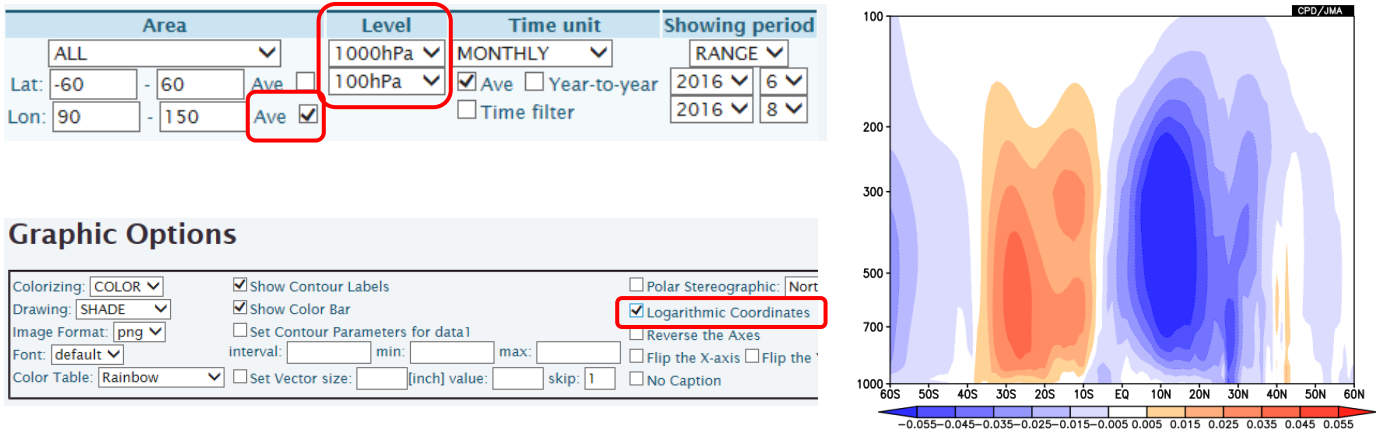 Area Level Time unit Showing period
ALL 1000hPa MONTHLY RANGE
Lat: -60 - 60 Ave 100hPa Ave Year-to-year 2016 6
Lon: 90 - 150 Ave Time filter 2016 8
Graphic Options
Colorizing: COLOR Show Contour Labels Polar Stereographic: Nort
Drawing: SHADE Show Color Bar Logarithmic Coordinates
Image Format: png Set Contour Parameters for data1 Reverse the Axes
Font: default interval: min: max: Flip the X-axis Flip the
Color Table: Rainbow Set Vector size: [inch] value: skip: 1 No Caption
CPD/JMA
100
200
300
500
700
1000
60S 50S 40S 30S 20S 10S EQ 10N 20N 30N 40N 50N 60N
-0.055-0.045-0.035-0.025-0.015-0.005 0.005 0.015 0.025 0.035 0.045 0.055